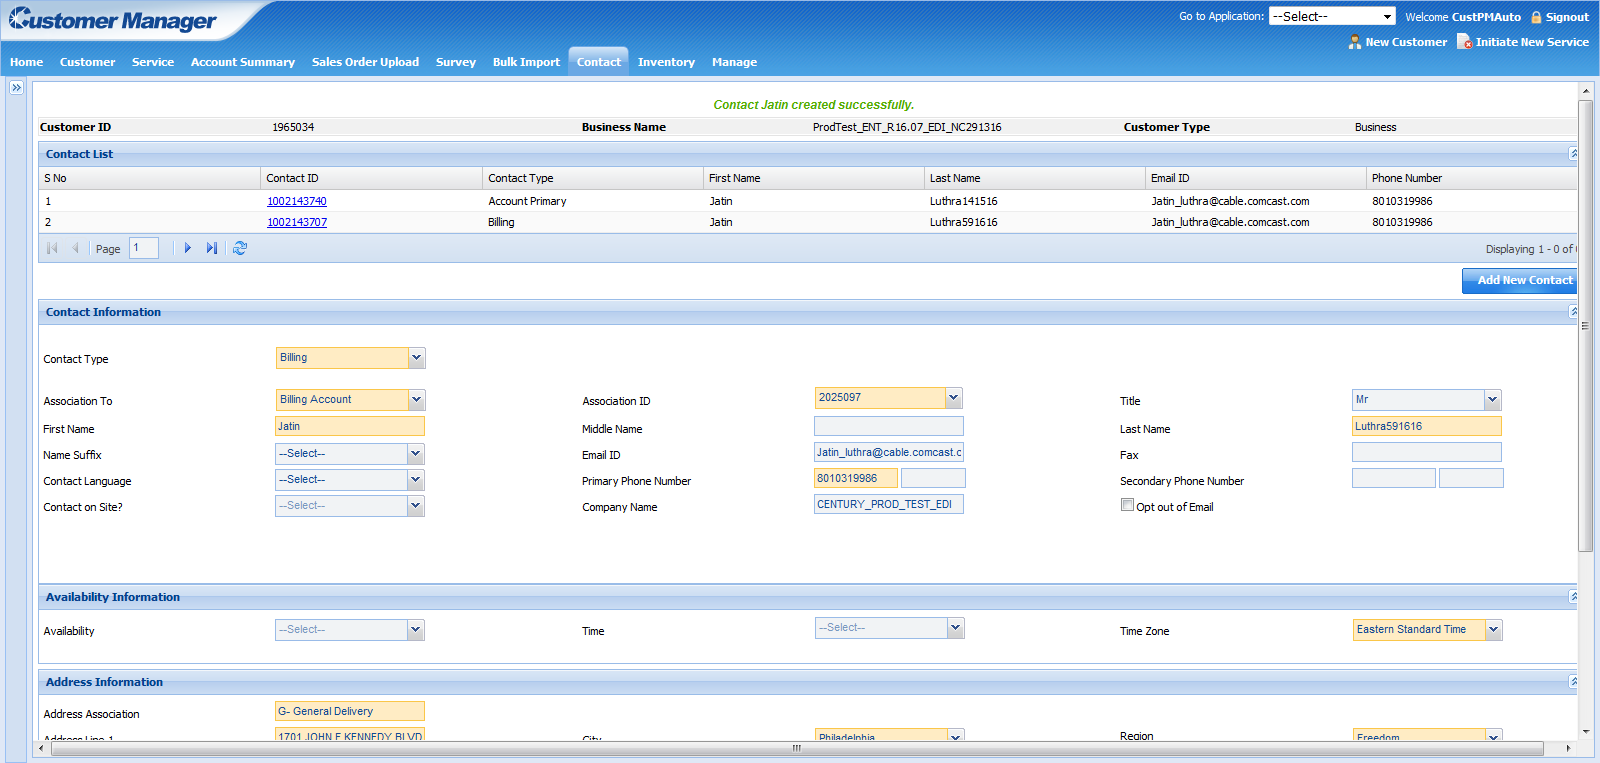 Customer Manager
Go to Application: --Select-- Welcome CustPMAuto Signout
New Customer Initiate New Service
Home Customer Service Account Summary Sales Order Upload Survey Bulk Import Contact Inventory Manage
Contact Jatin created successfully.
Customer ID 1965034 Business Name ProdTest_ENT_R16.07_EDI_NC291316 Customer Type Business
Contact List
S No Contact ID Contact Type First Name Last Name Email ID Phone Number
1 1002143740 Account Primary Jatin Luthra141516 Jatin_luthra@cable.comcast.com 8010319986
2 1002143707 Billing Jatin Luthra591616 Jatin_luthra@cable.comcast.com 8010319986
Page 1 Displaying 1 - 0 of
Add New Contact
Contact Information
Contact Type Billing
Association To Billing Account Association ID 2025097 Title Mr
First Name Jatin Middle Name Last Name Luthra591616
Name Suffix --Select-- Email ID Jatin_luthra@cable.comcast.c Fax
Contact Language --Select-- Primary Phone Number 8010319986 Secondary Phone Number
Contact on Site? --Select-- Company Name CENTURY_PROD_TEST_EDI Opt out of Email
Availability Information
Availability --Select-- Time --Select-- Time Zone Eastern Standard Time
Address Information
Address Association G- General Delivery
Address Line 1 1701 JOHN F KENNEDY BLVD City Philadelphia Region Freedom